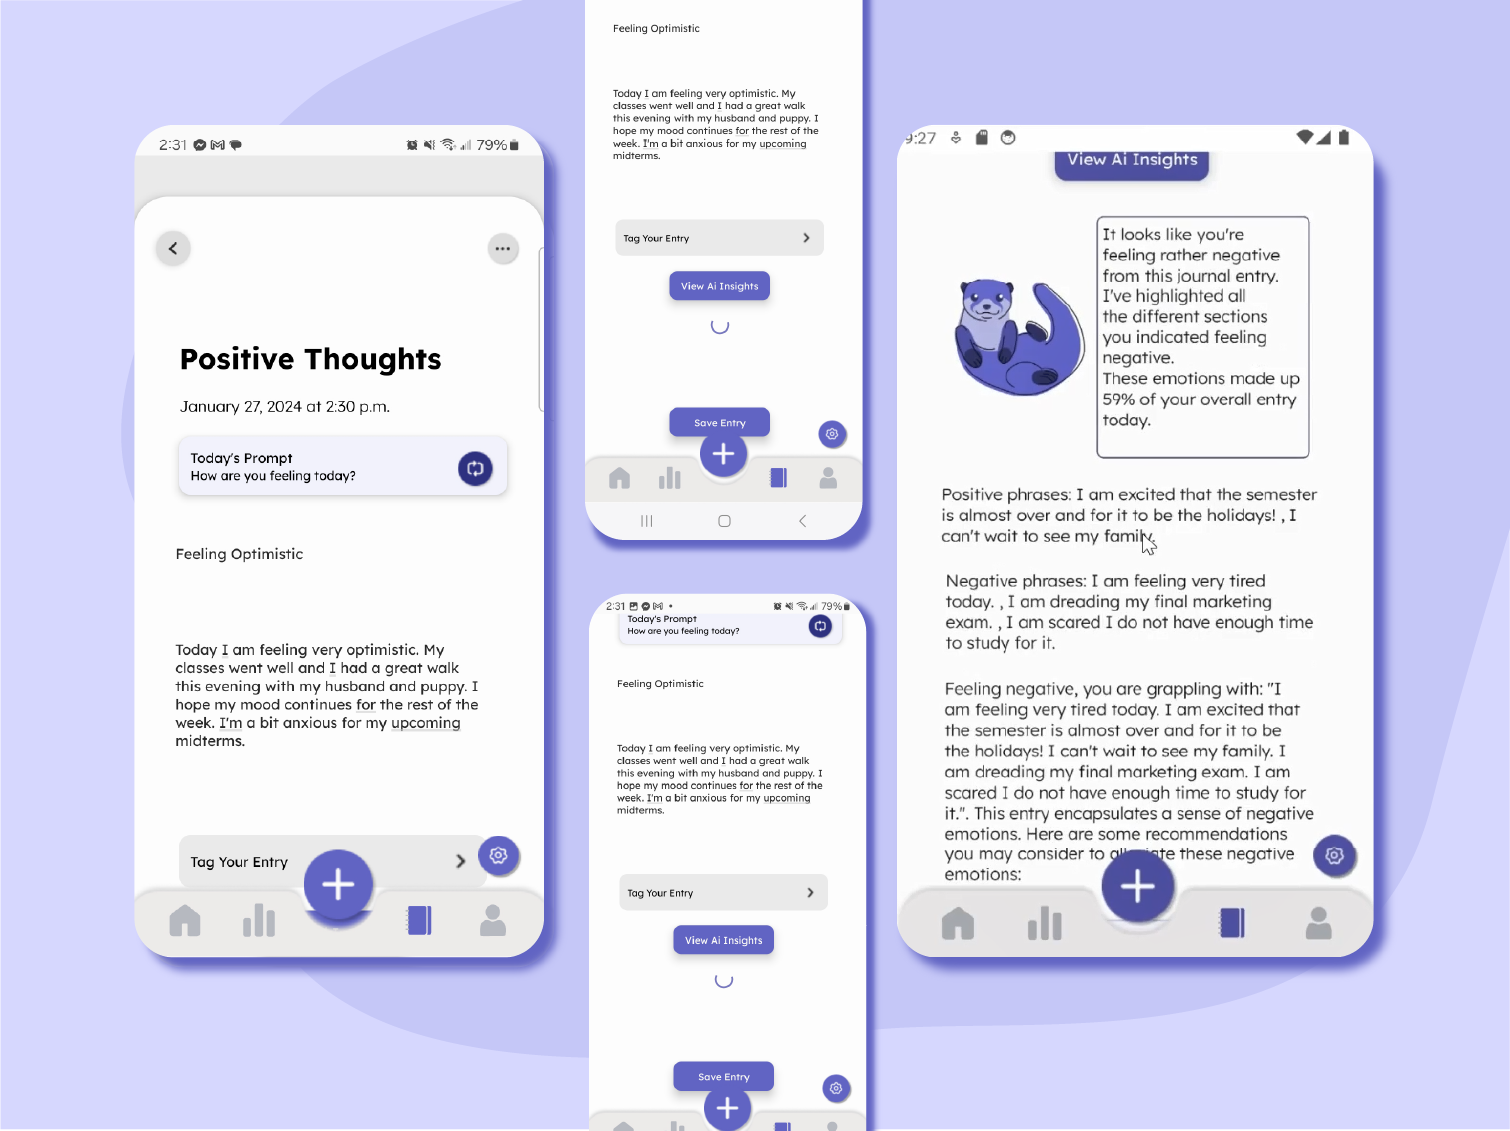 2:31
79%
Positive Thoughts
January 27, 2024 at 2:30 p.m.
Today's Prompt
How are you feeling today?
Feeling Optimistic
Today I am feeling very optimistic. My
classes went well and I had a great walk
this evening with my husband and puppy. I
hope my mood continues for the rest of the
week. I'm a bit anxious for my upcoming
midterms.
Tag Your Entry
Feeling Optimistic
Today I am feeling very optimistic. My
classes went well and I had a great walk
this evening with my husband and puppy. I
hope my mood continues for the rest of the
week. I'm a bit anxious for my upcoming
midterms.
Tag Your Entry
View Ai Insights
Save Entry
2:31
79%
Today's Prompt
How are you feeling today?
Feeling Optimistic
Today I am feeling very optimistic. My
classes went well and I had a great walk
this evening with my husband and puppy. I
hope my mood continues for the rest of the
week. I'm a bit anxious for my upcoming
midterms.
Tag Your Entry
View Ai Insights
Save Entry
9:27
View Ai Insights
It looks like you're
feeling rather negative
from this journal entry.
I've highlighted all
the different sections
you indicated feeling
negative.
These emotions made up
59% of your overall entry
today.
Positive phrases: I am excited that the semester
is almost over and for it to be the holidays! , I
can't wait to see my family.
Negative phrases: I am feeling very tired
today. , I am dreading my final marketing
exam. , I am scared I do not have enough time
to study for it.
Feeling negative, you are grappling with: "I
am feeling very tired today. I am excited that
the semester is almost over and for it to be
the holidays! I can't wait to see my family. I
am dreading my final marketing exam. I am
scared I do not have enough time to study for
it.". This entry encapsulates a sense of negative
emotions. Here are some recommendations
you may consider to these negative
emotions: